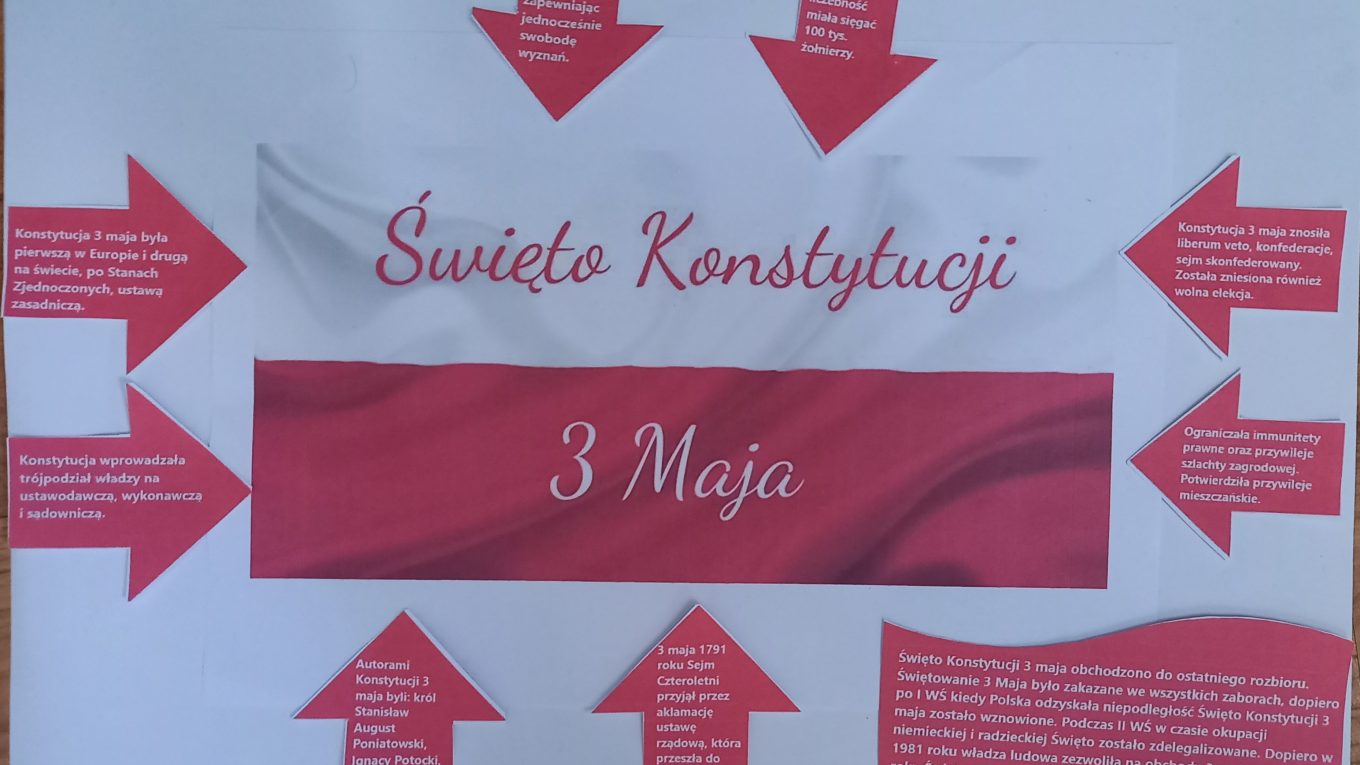 zapewniając
jednocześnie
swobodę
wyznań.
liczebność
miała sięgać
100 tys.
żołnierzy.
Święto Konstytucji
3 Maja
Konstytucja 3 maja była
pierwszą w Europie i drugą
na świecie, po Stanach
Zjednoczonych, ustawą
zasadniczą.
Konstytucja wprowadzała
trójpodział władzy na
ustawodawczą, wykonawczą
i sądowniczą.
Konstytucja 3 maja znosiła
liberum veto, konfederacje,
sejm skonfederowany.
Została zniesiona również
wolna elekcja.
Ograniczała immunitety
prawne oraz przywileje
szlachty zagrodowej.
Potwierdziła przywileje
mieszczańskie.
Autorami
Konstytucji 3
maja byli: król
Stanisław
August
Poniatowski,
Ignacy Potocki,
3 maja 1791
roku Sejm
Czteroletni
przyjął przez
aklamację
ustawę
rządową, która
przeszła do
Święto Konstytucji 3 maja obchodzono do ostatniego rozbioru.
Świętowanie 3 Maja było zakazane we wszystkich zaborach, dopiero
po I WŚ kiedy Polska odzyskała niepodległość Święto Konstytucji 3
maja zostało wznowione. Podczas II WŚ w czasie okupacji
niemieckiej i radzieckiej Święto zostało zdelegalizowane. Dopiero w
1981 roku władza ludowa zezwoliła na